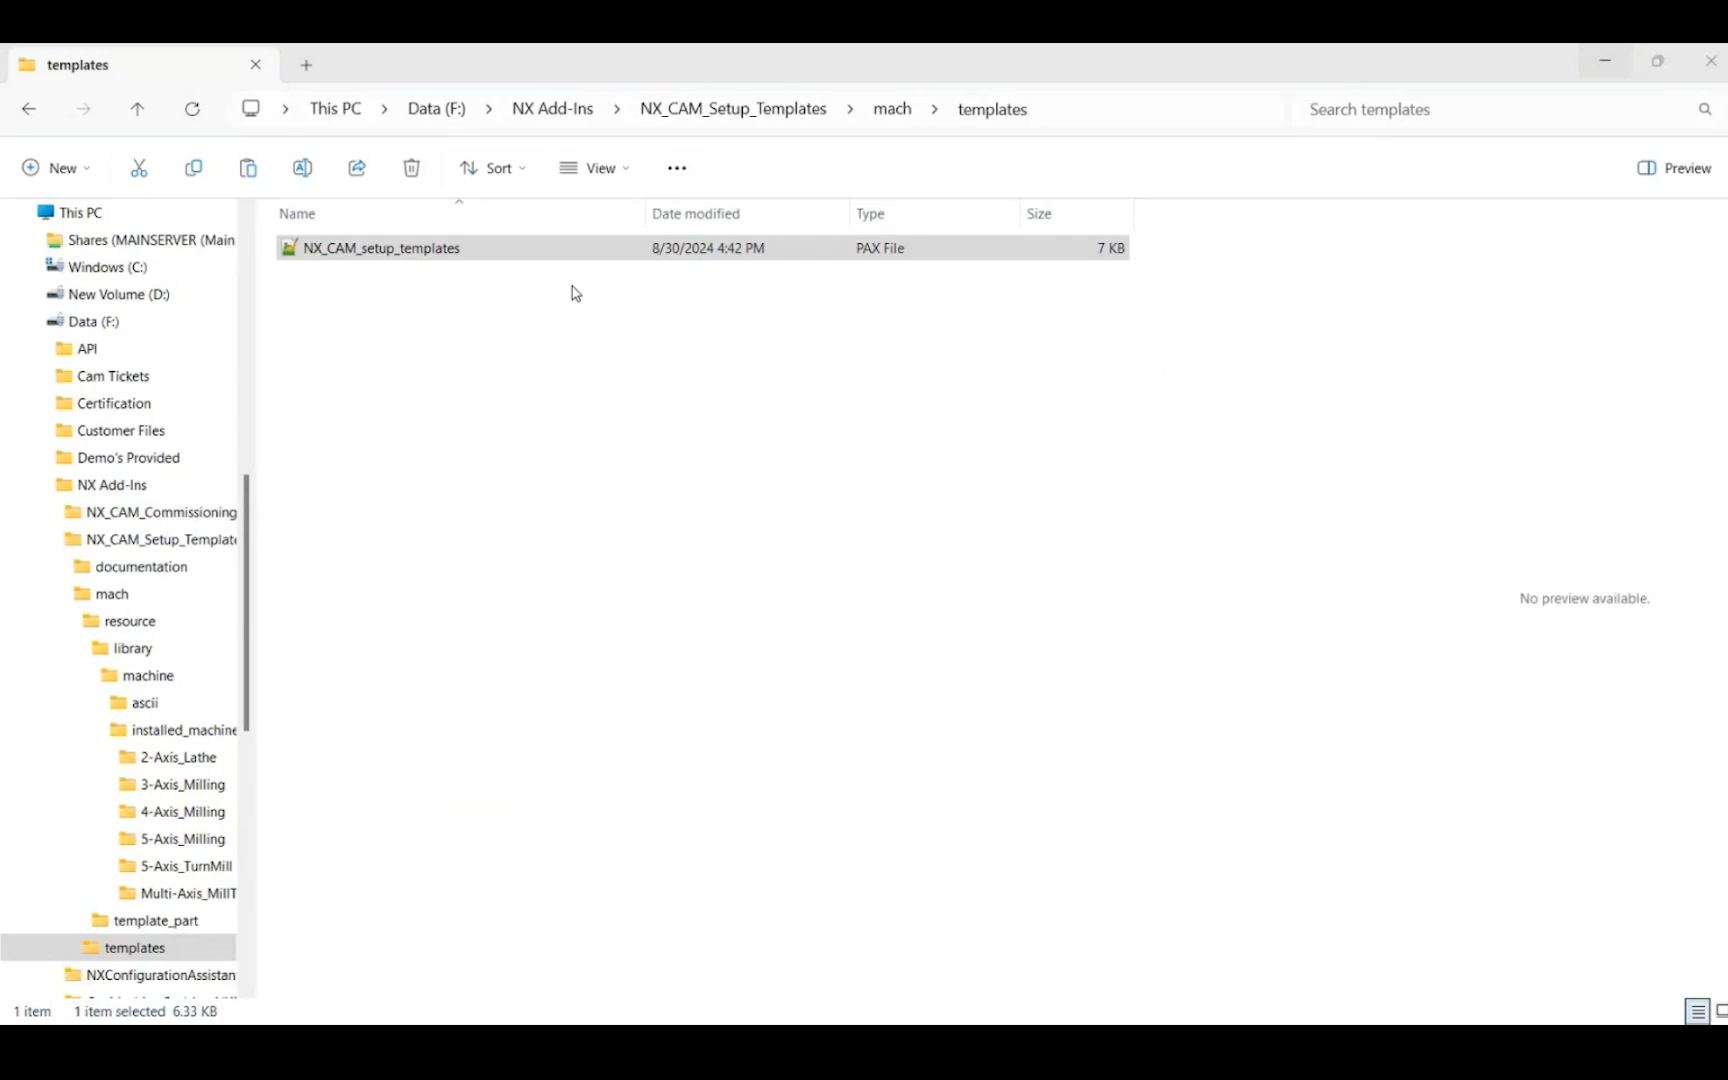 templates
This PC > Data (F:) > NX Add-Ins > NX_CAM_Setup_Templates > mach > templates
Search templates
New
Sort
View
Preview
Name
Date modified
Type
Size
NX_CAM_setup_templates
8/30/2024 4:42 PM
PAX File
7 KB
This PC
Shares (MAINSERVER (Main
Windows (C:)
New Volume (D:)
Data (F:)
API
Cam Tickets
Certification
Customer Files
Demo's Provided
NX Add-Ins
NX_CAM_Commissioning
NX_CAM_Setup_Template
documentation
mach
resource
library
machine
ascii
installed_machine
2-Axis_Lathe
3-Axis_Milling
4-Axis_Milling
5-Axis_Milling
5-Axis_TurnMill
Multi-Axis_MillT
template_part
templates
NXConfigurationAssistan
No preview available.
1 item
1 item selected 6.33 KB